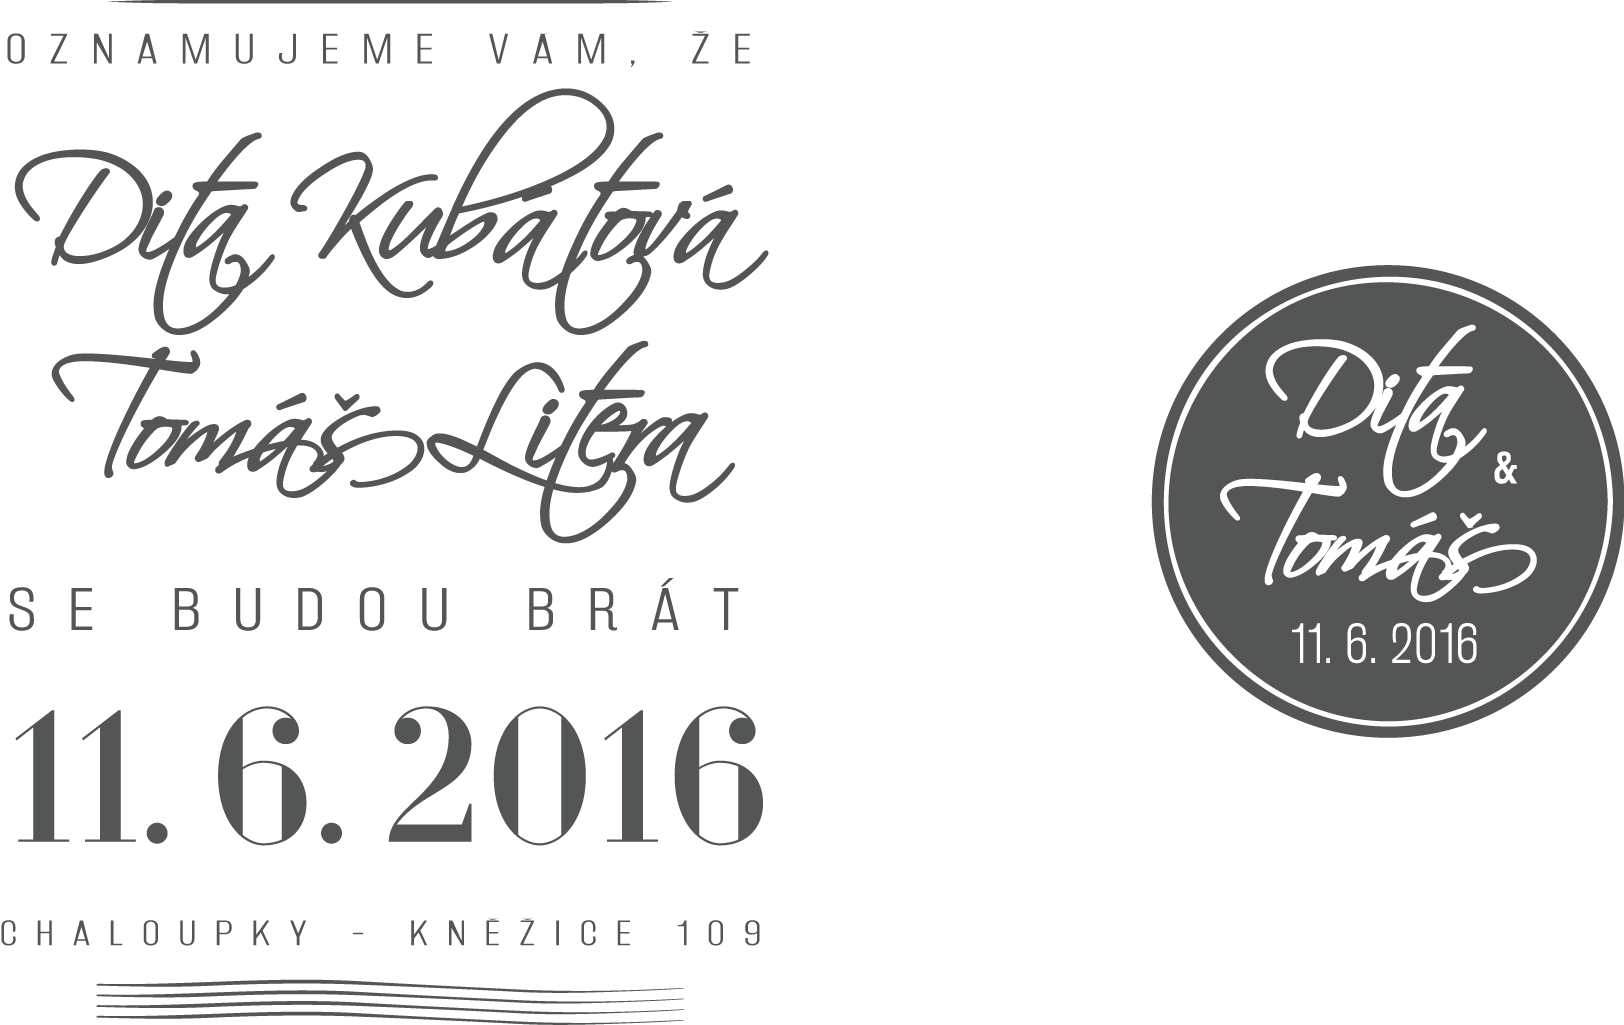 OZNAMUJEME VAM, ŽE
Dita Kubátová
Tomáš Litera
SE BUDOU BRÁT
11. 6. 2016
CHALOUPKY - KNĚŽICE 109
Dita
&
Tomáš
11. 6. 2016